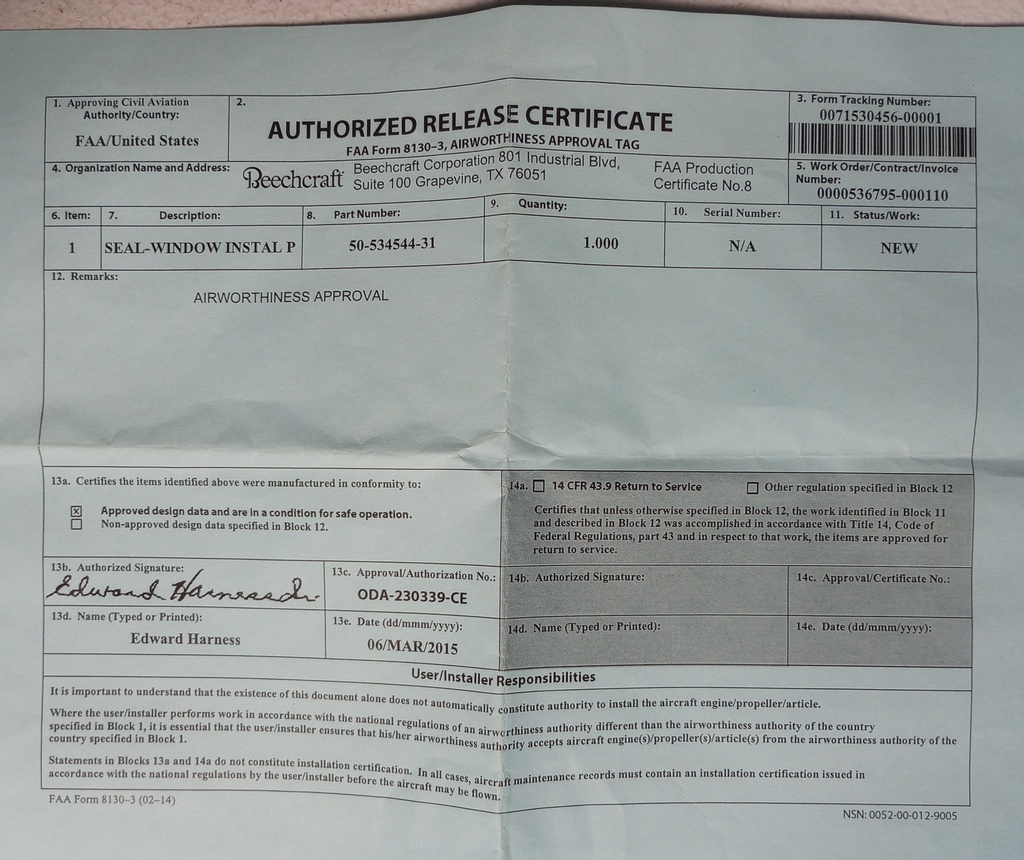 1. Approving Civil Aviation
Authority/Country:
FAA/United States
2.
AUTHORIZED RELEASE CERTIFICATE
FAA Form 8130-3, AIRWORTHINESS APPROVAL TAG
3. Form Tracking Number:
0071530456-00001
4. Organization Name and Address:
Beechcraft
Beechcraft Corporation 801 Industrial Blvd,
Suite 100 Grapevine, TX 76051
FAA Production
Certificate No.8
5. Work Order/Contract/Invoice
Number:
0000536795-000110
6. Item: 7. Description: 8. Part Number: 9. Quantity: 10. Serial Number: 11. Status/Work:
1 SEAL-WINDOW INSTAL P 50-534544-31 1.000 N/A NEW
12. Remarks:
AIRWORTHINESS APPROVAL
13a. Certifies the items identified above were manufactured in conformity to:
☒ Approved design data and are in a condition for safe operation.
☐ Non-approved design data specified in Block 12.
14a. ☐ 14 CFR 43.9 Return to Service ☐ Other regulation specified in Block 12
Certifies that unless otherwise specified in Block 12, the work identified in Block 11
and described in Block 12 was accomplished in accordance with Title 14, Code of
Federal Regulations, part 43 and in respect to that work, the items are approved for
return to service.
13b. Authorized Signature:
Edward Harness Jr.
13c. Approval/Authorization No.:
ODA-230339-CE
14b. Authorized Signature:
14c. Approval/Certificate No.:
13d. Name (Typed or Printed):
Edward Harness
13e. Date (dd/mmm/yyyy):
06/MAR/2015
14d. Name (Typed or Printed):
14e. Date (dd/mmm/yyyy):
User/Installer Responsibilities
It is important to understand that the existence of this document alone does not automatically constitute authority to install the aircraft engine/propeller/article.
Where the user/installer performs work in accordance with the national regulations of an airworthiness authority different than the airworthiness authority of the country
specified in Block 1, it is essential that the user/installer ensures that his/her airworthiness authority accepts aircraft engine(s)/propeller(s)/article(s) from the airworthiness authority of the
country specified in Block 1.
Statements in Blocks 13a and 14a do not constitute installation certification. In all cases, aircraft maintenance records must contain an installation certification issued in
accordance with the national regulations by the user/installer before the aircraft may be flown.
FAA Form 8130-3 (02-14)
NSN: 0052-00-012-9005